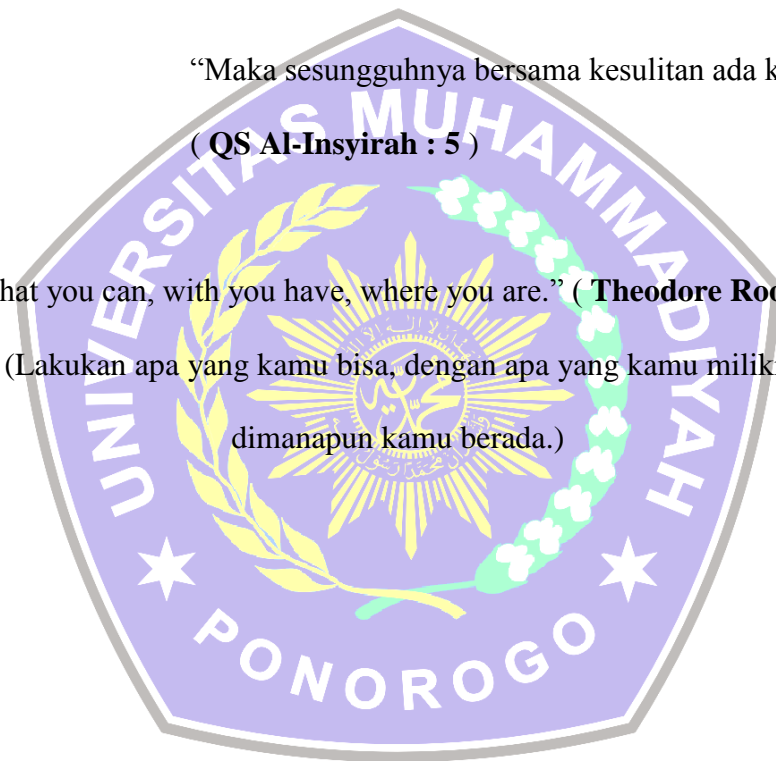 “Maka sesungguhnya bersama kesulitan ada k
( QS Al-Insyirah : 5 )
hat you can, with you have, where you are.” ( Theodore Roo
(Lakukan apa yang kamu bisa, dengan apa yang kamu miliki
dimanapun kamu berada.)
UNIVERSITAS MUHAMMADIYAH
PONOROGO